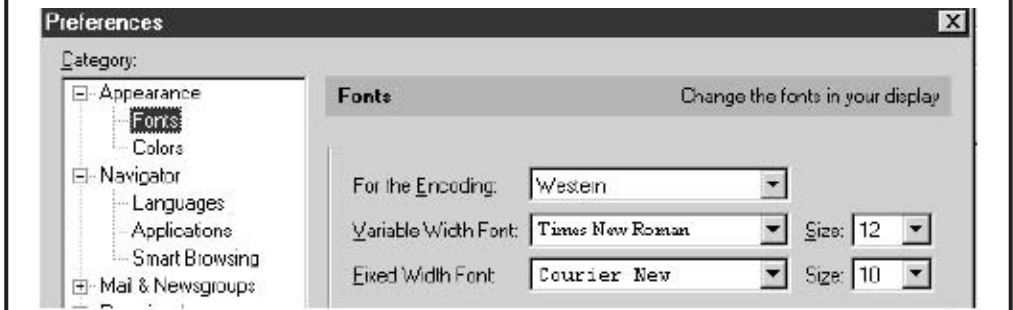 Preferences
Category:
Appearance
Fonts
Colors
Navigator
Languages
Applications
Smart Browsing
Mail & Newsgroups
Fonts Change the fonts in your display
For the Encoding: Western
Variable Width Font: Times New Roman Size: 12
Fixed Width Font: Courier New Size: 10